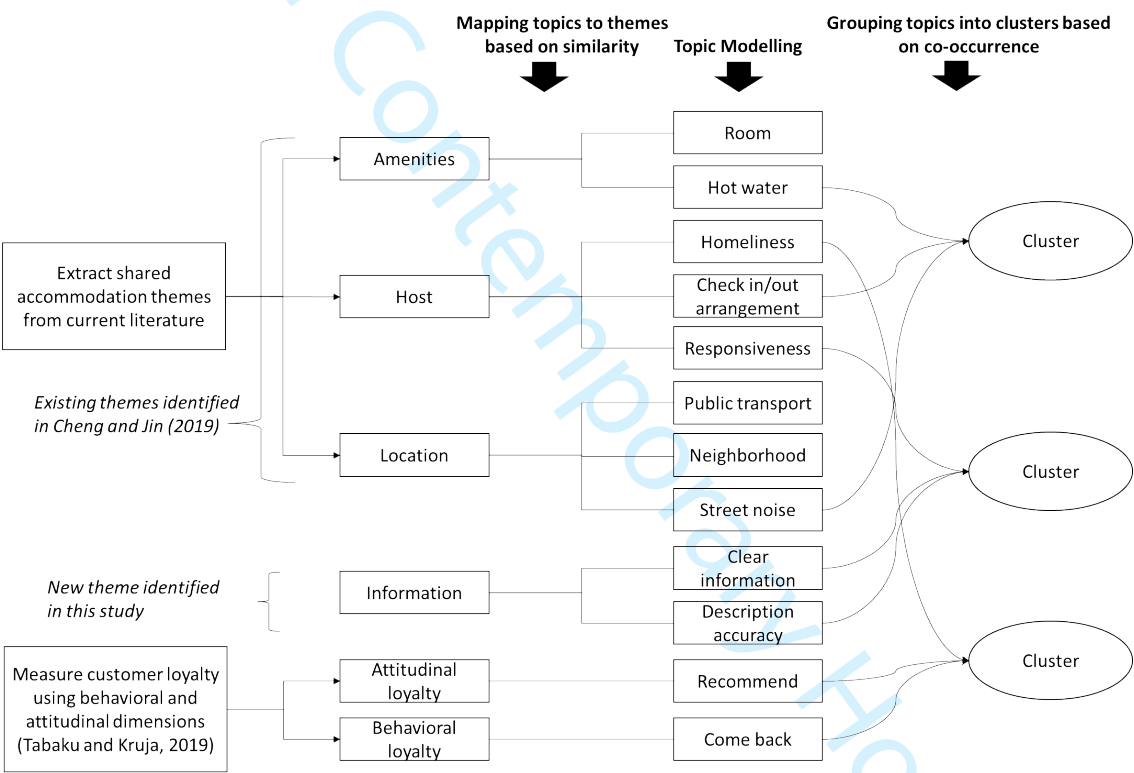 Mapping topics to themes
based on similarity
Topic Modelling
Grouping topics into clusters based
on co-occurrence
Extract shared
accommodation themes
from current literature
Existing themes identified
in Cheng and Jin (2019)
New theme identified
in this study
Measure customer loyalty
using behavioral and
attitudinal dimensions
(Tabaku and Kruja, 2019)
Amenities
Host
Location
Information
Attitudinal
loyalty
Behavioral
loyalty
Room
Hot water
Homeliness
Check in/out
arrangement
Responsiveness
Public transport
Neighborhood
Street noise
Clear
information
Description
accuracy
Recommend
Come back
Cluster
Cluster
Cluster
Contemporary Ho